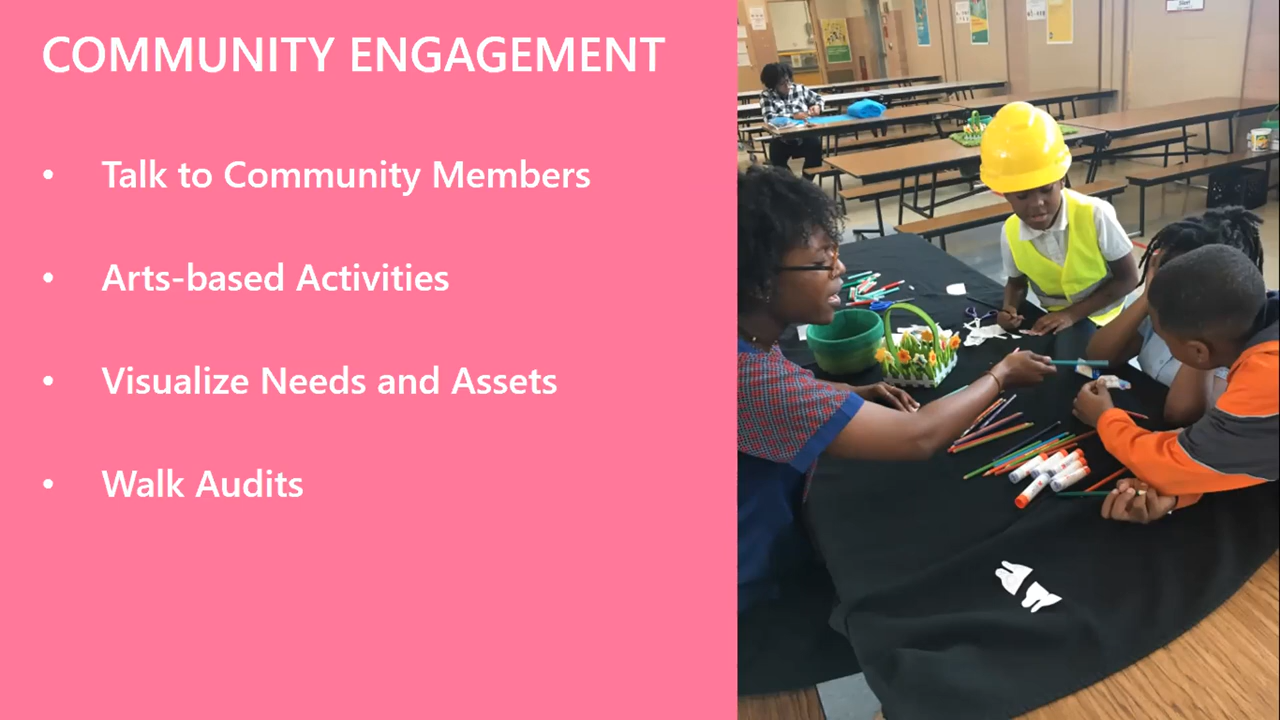 COMMUNITY ENGAGEMENT
• Talk to Community Members
• Arts-based Activities
• Visualize Needs and Assets
• Walk Audits